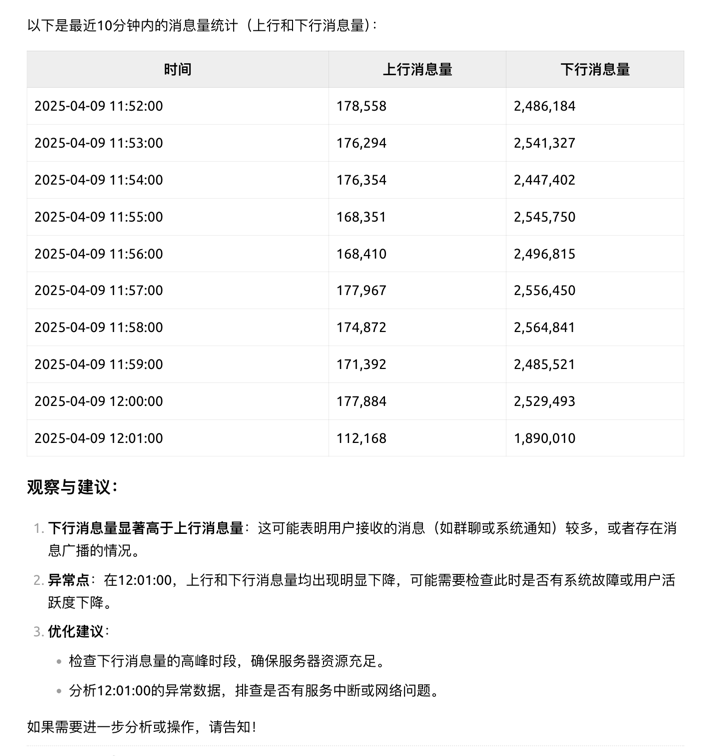 以下是最近10分钟内的消息量统计（上行和下行消息量）：
时间 上行消息量 下行消息量
2025-04-09 11:52:00 178,558 2,486,184
2025-04-09 11:53:00 176,294 2,541,327
2025-04-09 11:54:00 176,354 2,447,402
2025-04-09 11:55:00 168,351 2,545,750
2025-04-09 11:56:00 168,410 2,496,815
2025-04-09 11:57:00 177,967 2,556,450
2025-04-09 11:58:00 174,872 2,564,841
2025-04-09 11:59:00 171,392 2,485,521
2025-04-09 12:00:00 177,884 2,529,493
2025-04-09 12:01:00 112,168 1,890,010
观察与建议：
1. 下行消息量显著高于上行消息量：这可能表明用户接收的消息（如群聊或系统通知）较多，或者存在消
息广播的情况。
2. 异常点：在12:01:00，上行和下行消息量均出现明显下降，可能需要检查此时是否有系统故障或用户活
跃度下降。
3. 优化建议：
• 检查下行消息量的高峰时段，确保服务器资源充足。
• 分析12:01:00的异常数据，排查是否有服务中断或网络问题。
如果需要进一步分析或操作，请告知！